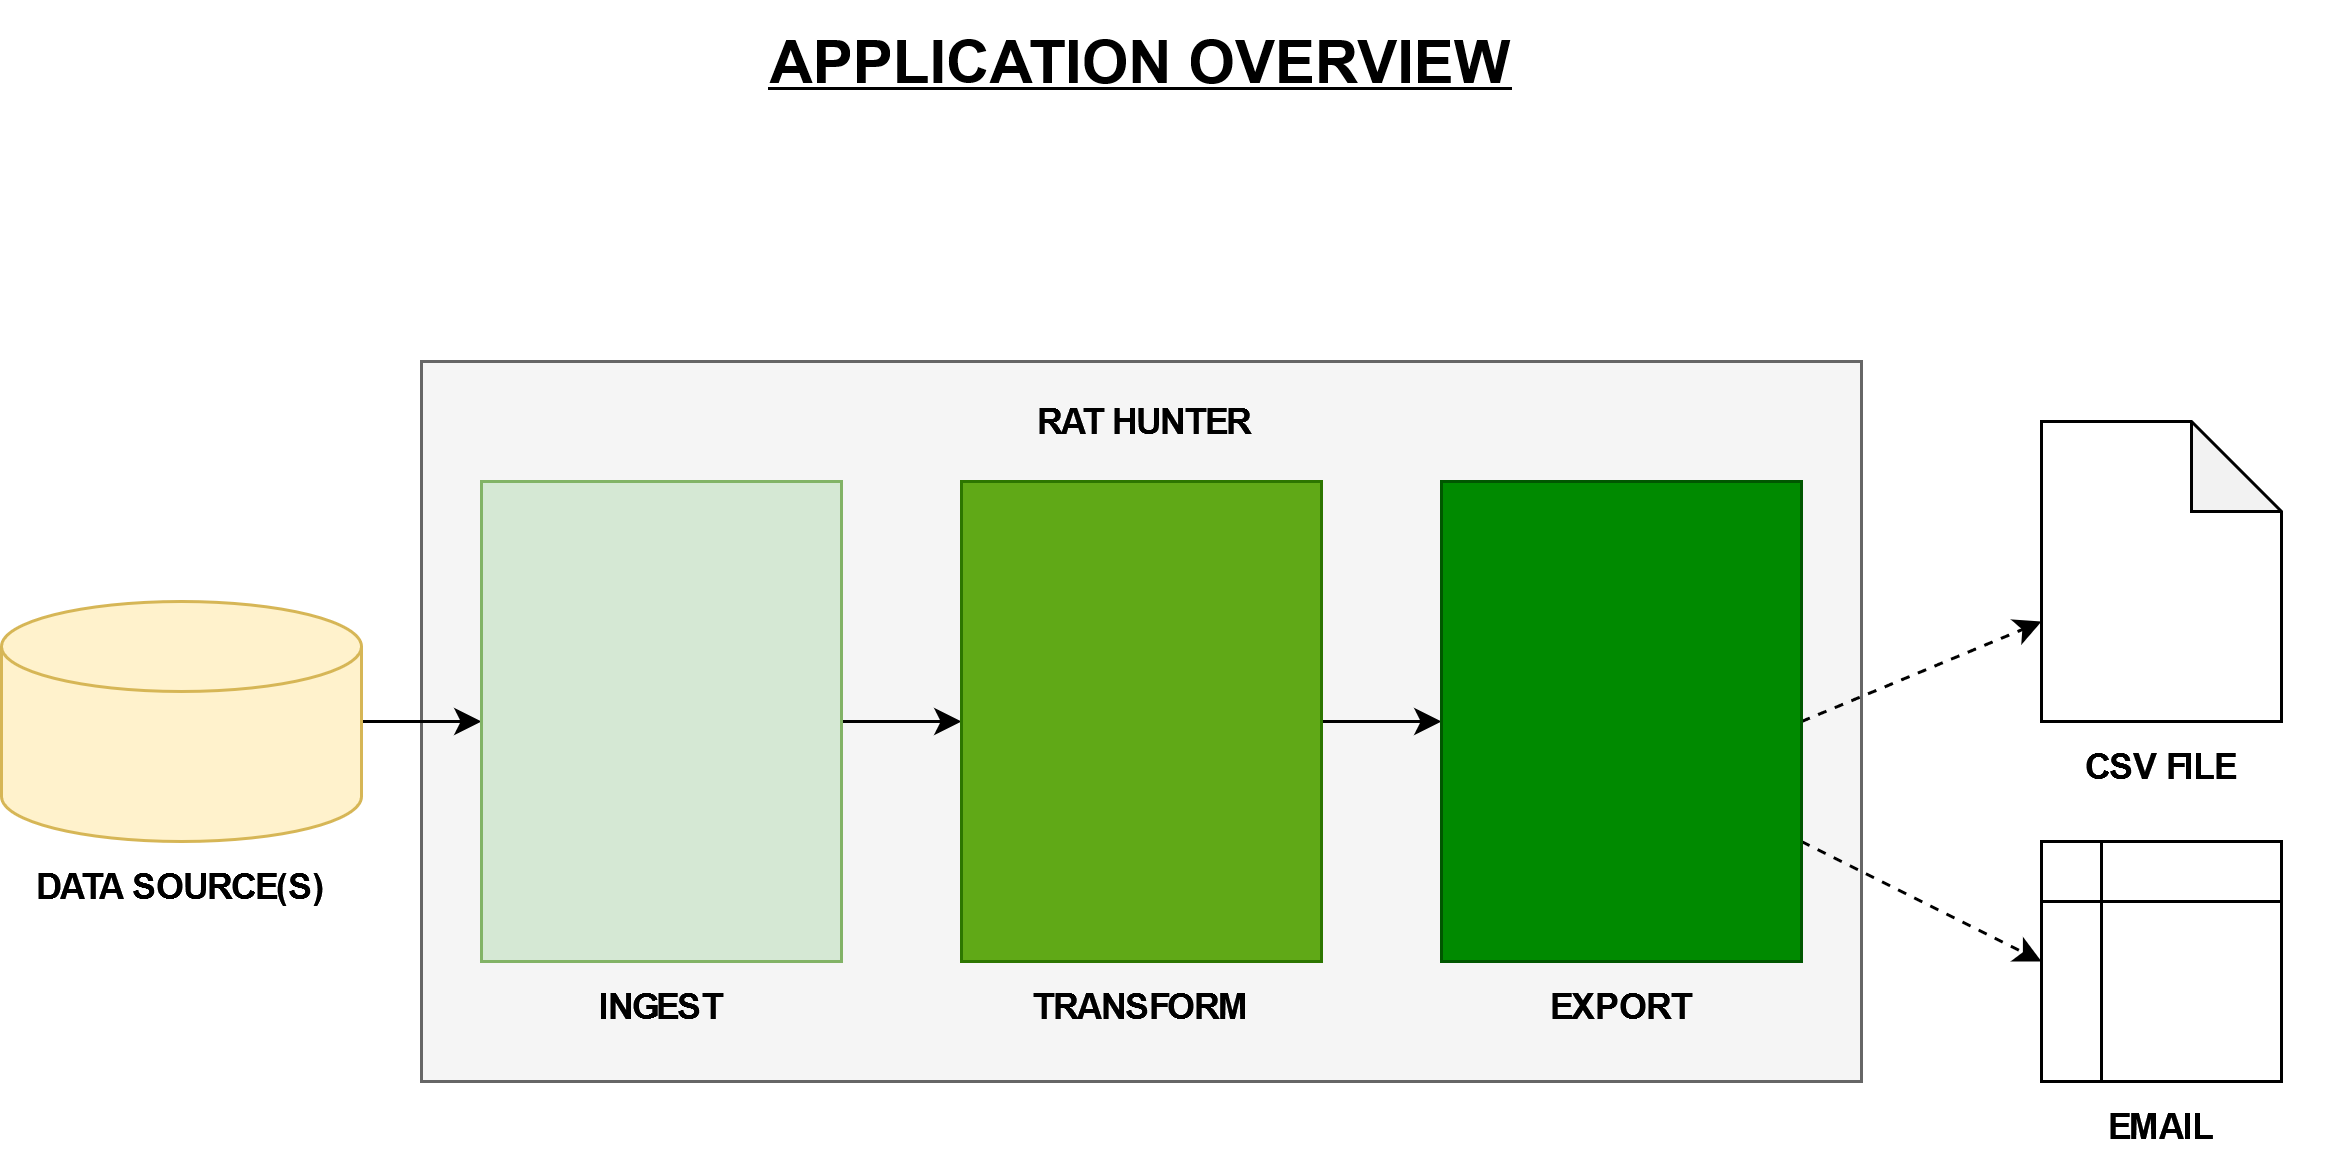 APPLICATION OVERVIEW
RAT HUNTER
DATA SOURCE(S)
INGEST
TRANSFORM
EXPORT
CSV FILE
EMAIL